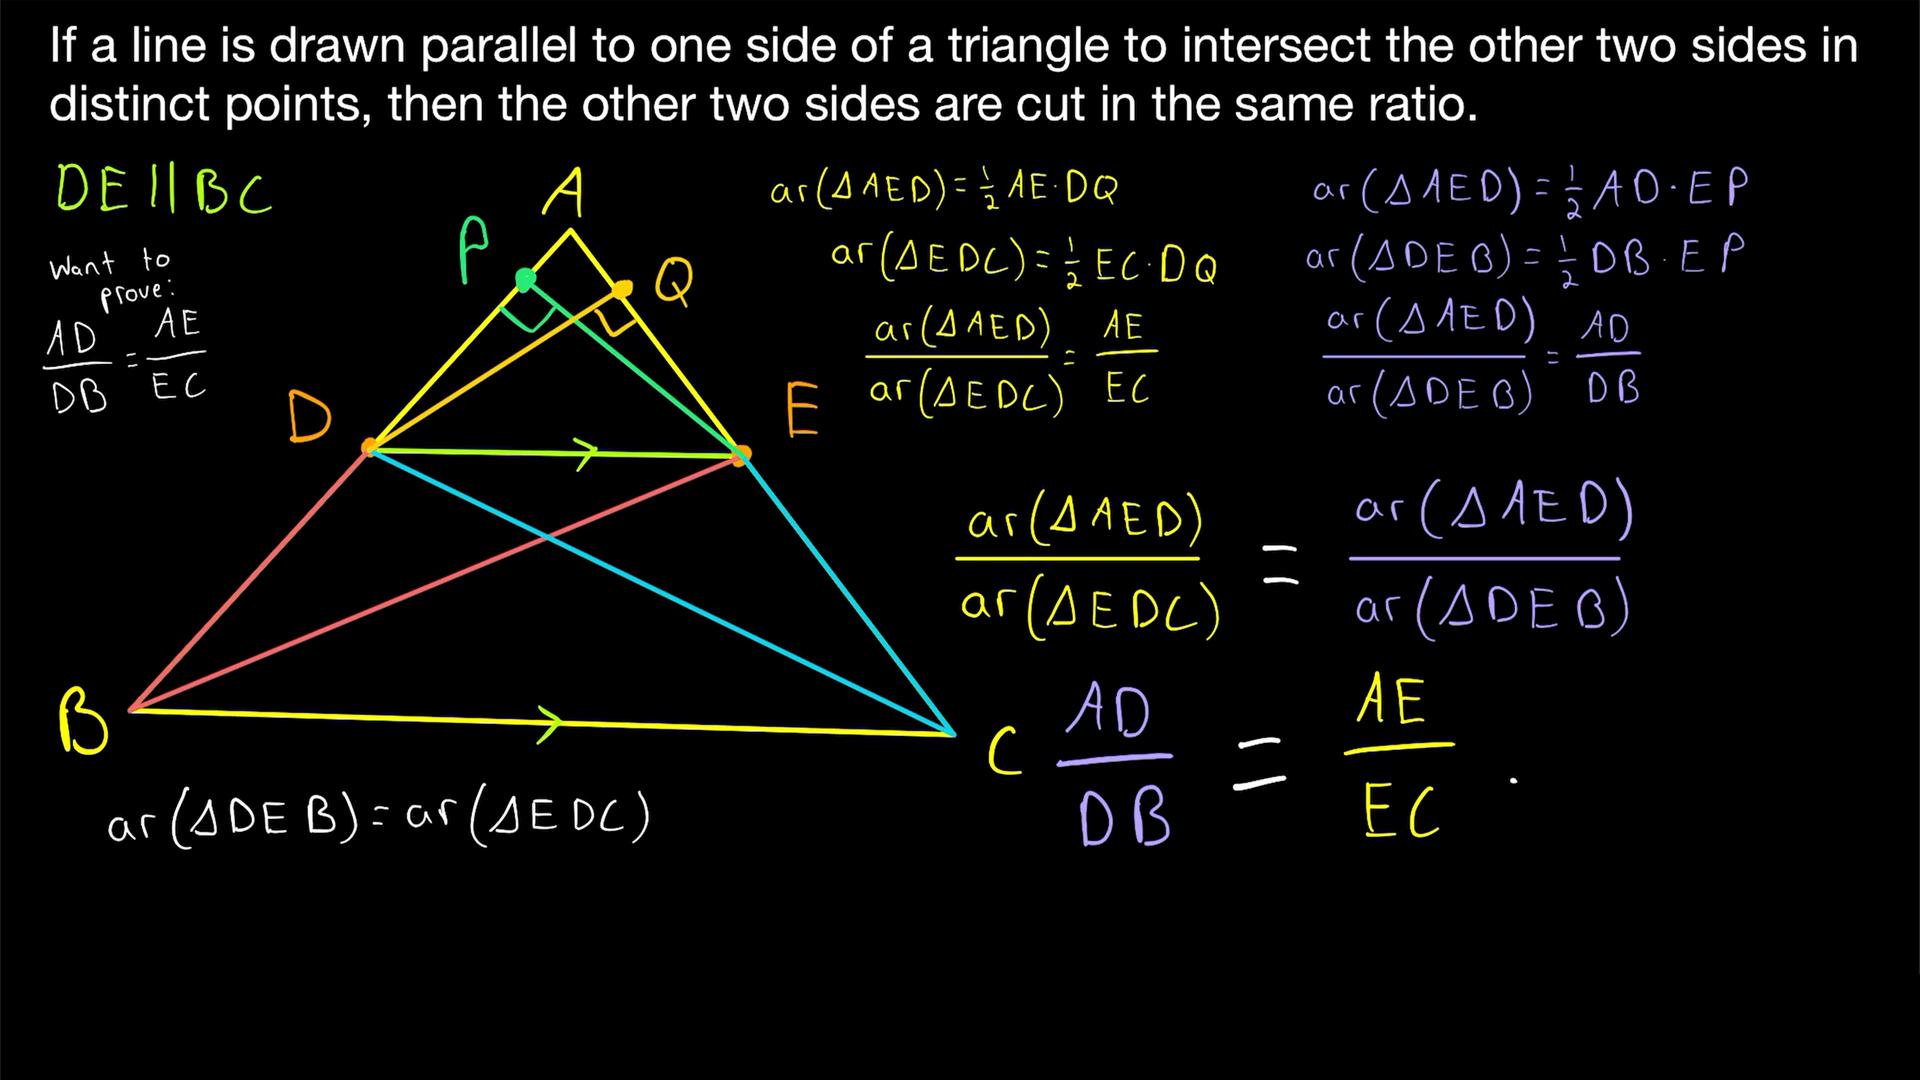 If a line is drawn parallel to one side of a triangle to intersect the other two sides in
distinct points, then the other two sides are cut in the same ratio.
DE || BC
Want to
prove:
AD/DB = AE/EC
A
P
Q
D
E
B
C
ar(ΔDEB) = ar(ΔEDC)
ar(ΔAED) = 1/2 AE · DQ
ar(ΔEDC) = 1/2 EC · DQ
ar(ΔAED)/ar(ΔEDC) = AE/EC
ar(ΔAED) = 1/2 AD · EP
ar(ΔDEB) = 1/2 DB · EP
ar(ΔAED)/ar(ΔDEB) = AD/DB
ar(ΔAED)/ar(ΔEDC) = ar(ΔAED)/ar(ΔDEB)
AD/DB = AE/EC .